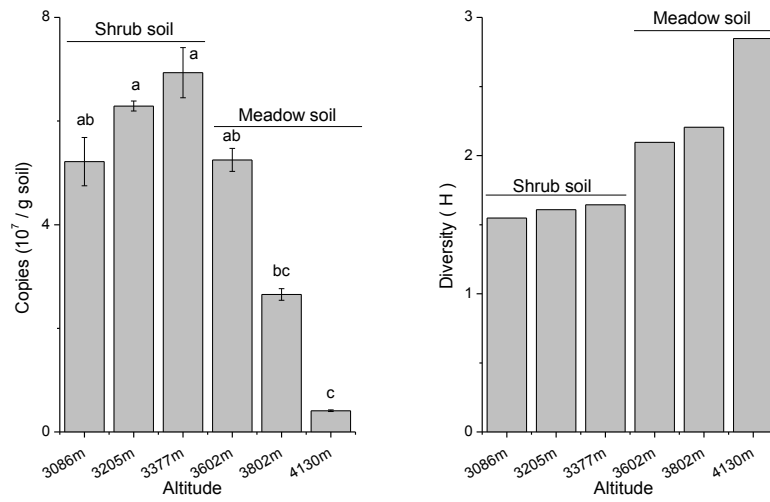 8
4
0
Copies (10⁷ / g soil)
Shrub soil
Meadow soil
ab
a
a
ab
bc
c
3086m
3205m
3377m
3602m
3802m
4130m
Altitude
3
2
1
0
Diversity ( H )
Meadow soil
Shrub soil
3086m
3205m
3377m
3602m
3802m
4130m
Altitude